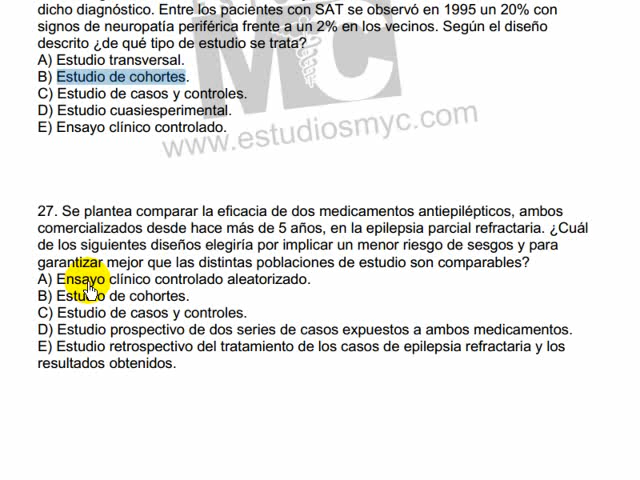 dicho diagnóstico. Entre los pacientes con SAT se observó en 1995 un 20% con
signos de neuropatía periférica frente a un 2% en los vecinos. Según el diseño
descrito ¿de qué tipo de estudio se trata?
A) Estudio transversal.
B) Estudio de cohortes.
C) Estudio de casos y controles.
D) Estudio cuasiesperimental.
E) Ensayo clínico controlado.
MC
www.estudiosmyc.com
27. Se plantea comparar la eficacia de dos medicamentos antiepilépticos, ambos
comercializados desde hace más de 5 años, en la epilepsia parcial refractaria. ¿Cuál
de los siguientes diseños elegiría por implicar un menor riesgo de sesgos y para
garantizar mejor que las distintas poblaciones de estudio son comparables?
A) Ensayo clínico controlado aleatorizado.
B) Estudio de cohortes.
C) Estudio de casos y controles.
D) Estudio prospectivo de dos series de casos expuestos a ambos medicamentos.
E) Estudio retrospectivo del tratamiento de los casos de epilepsia refractaria y los
resultados obtenidos.